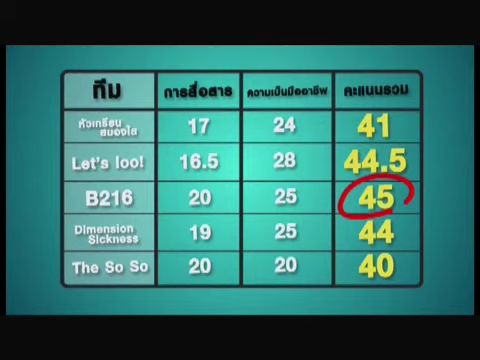 ทีม การสื่อสาร ความเป็นมืออาชีพ คะแนนรวม
หัวเกรียน
สมองใส 17 24 41
Let's loo! 16.5 28 44.5
B216 20 25 45
Dimension
Sickness 19 25 44
The So So 20 20 40